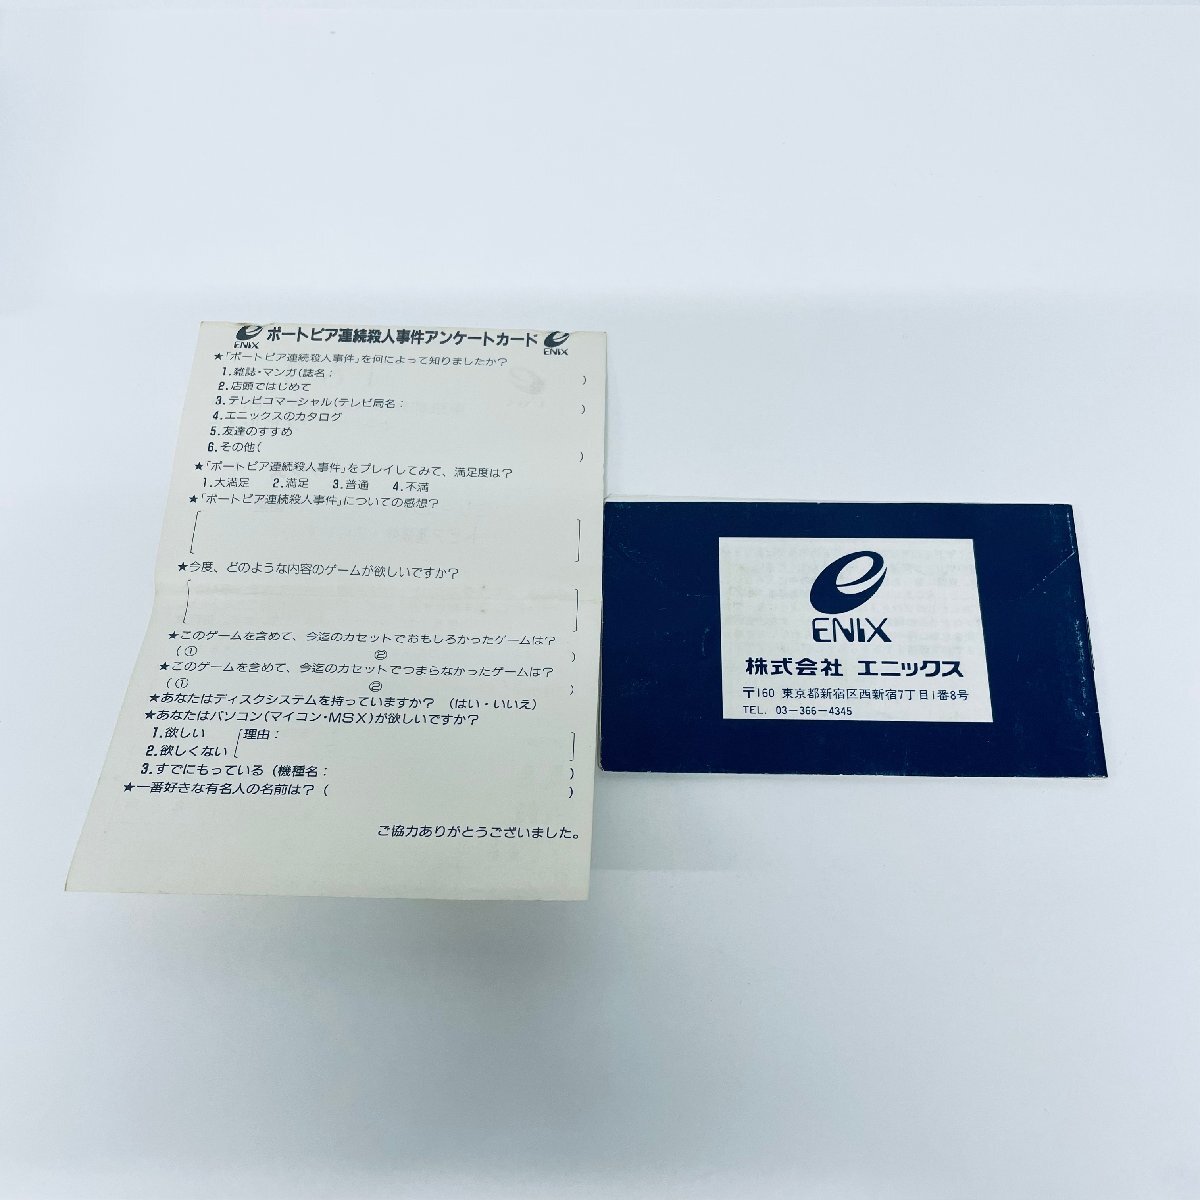 ENIX ポートピア連続殺人事件アンケートカード ENIX
★「ポートピア連続殺人事件」を何によって知りましたか?
1.雑誌・マンガ(誌名: )
2.店頭ではじめて
3.テレビコマーシャル(テレビ局名: )
4.エニックスのカタログ
5.友達のすすめ
6.その他( )
★「ポートピア連続殺人事件」をプレイしてみて、満足度は?
1.大満足 2.満足 3.普通 4.不満
★「ポートピア連続殺人事件」についての感想?
★今度、どのような内容のゲームが欲しいですか?
★このゲームを含めて、今迄のカセットでおもしろかったゲームは?
(① ② )
★このゲームを含めて、今迄のカセットでつまらなかったゲームは?
(① ② )
★あなたはディスクシステムを持っていますか? (はい・いいえ)
★あなたはパソコン(マイコン・MSX)が欲しいですか?
1.欲しい 理由:
2.欲しくない
3.すでにもっている (機種名: )
★一番好きな有名人の名前は? ( )
ご協力ありがとうございました。
ENIX
株式会社 エニックス
〒160 東京都新宿区西新宿7丁目1番8号
TEL. 03-366-4345